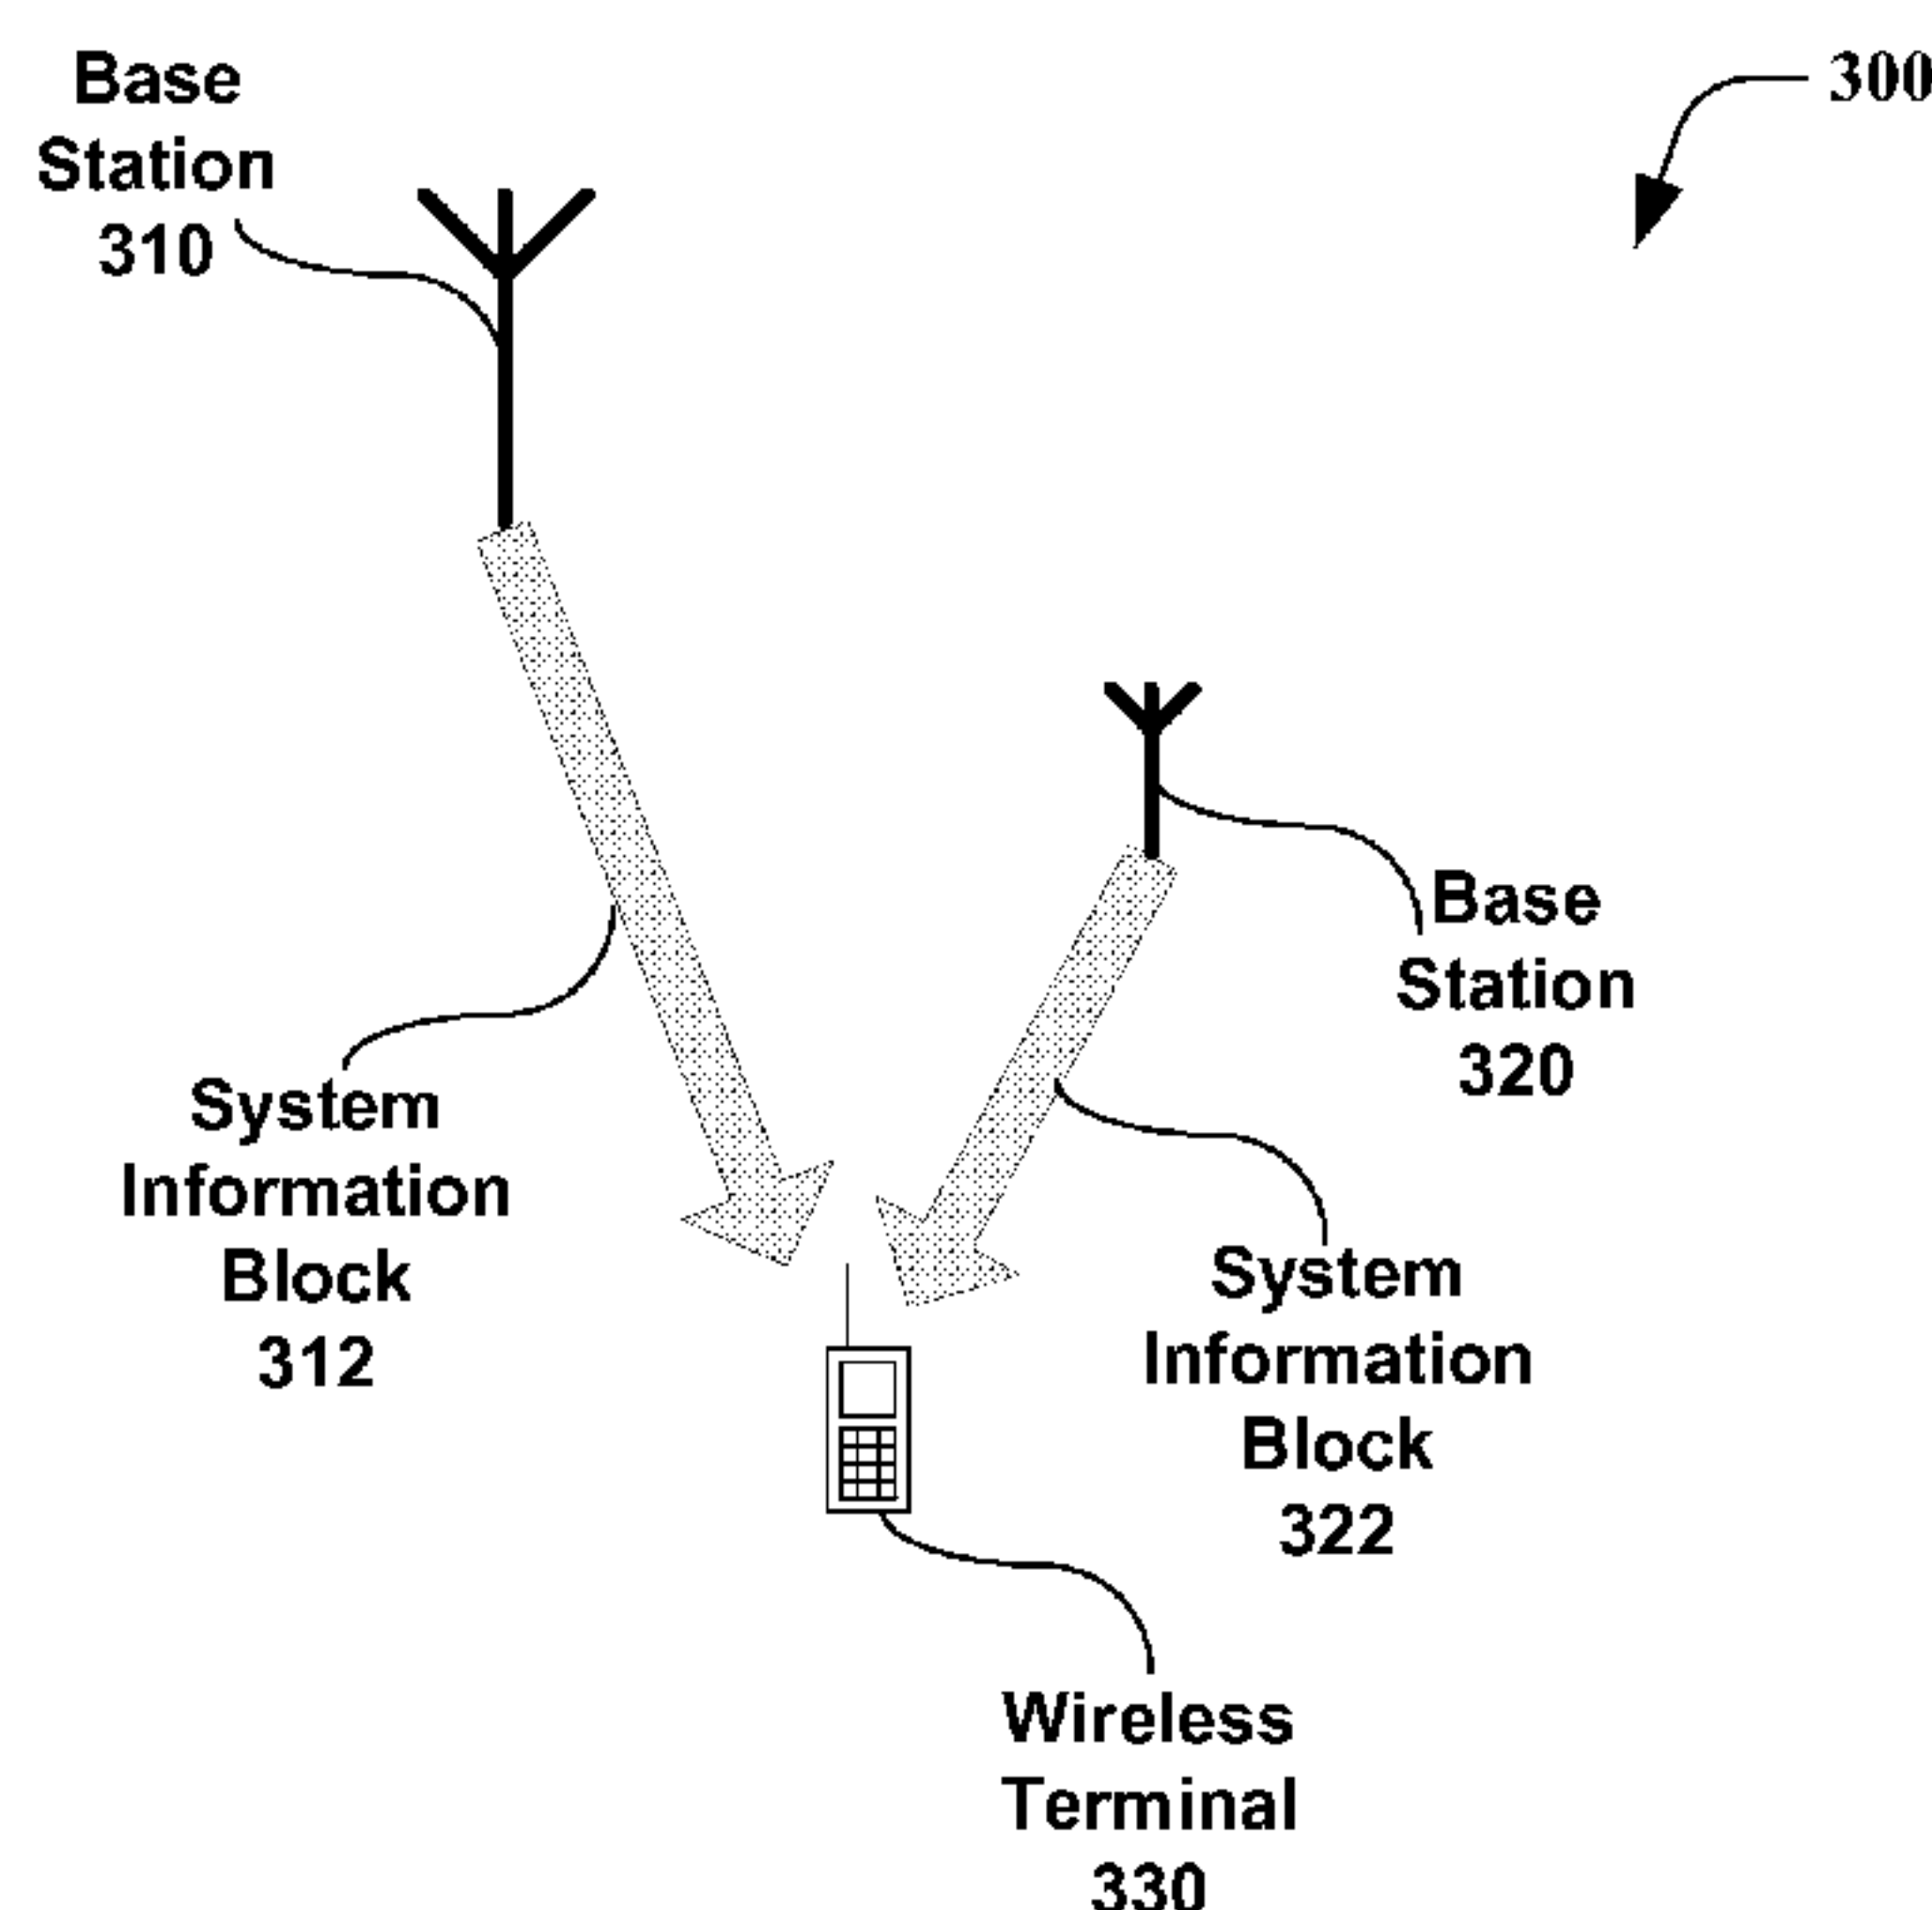 Base
Station
310
300
Base
Station
320
System
Information
Block
312
System
Information
Block
322
Wireless
Terminal
330